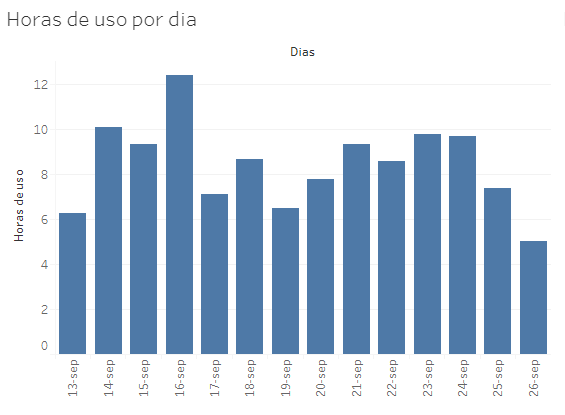 Horas de uso por dia
Dias
Horas de uso
12
10
8
6
4
2
0
13-sep
14-sep
15-sep
16-sep
17-sep
18-sep
19-sep
20-sep
21-sep
22-sep
23-sep
24-sep
25-sep
26-sep